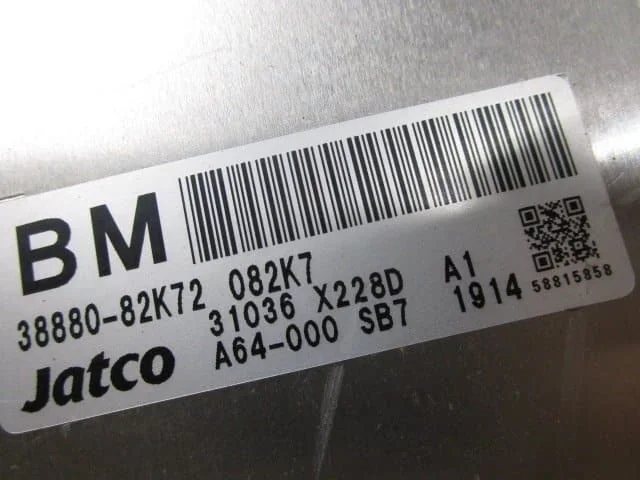 BM
38880-82K72 082K7
31036 X228D A1
Jatco A64-000 SB7 1914
58815858